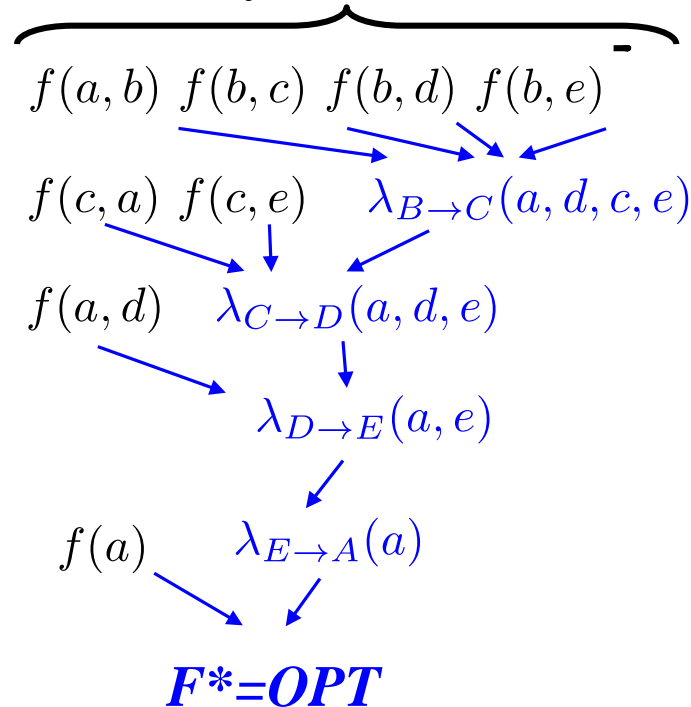 f(a, b) f(b, c) f(b, d) f(b, e)
f(c, a) f(c, e) λ_{B→C}(a, d, c, e)
f(a, d) λ_{C→D}(a, d, e)
λ_{D→E}(a, e)
f(a) λ_{E→A}(a)
F*=OPT